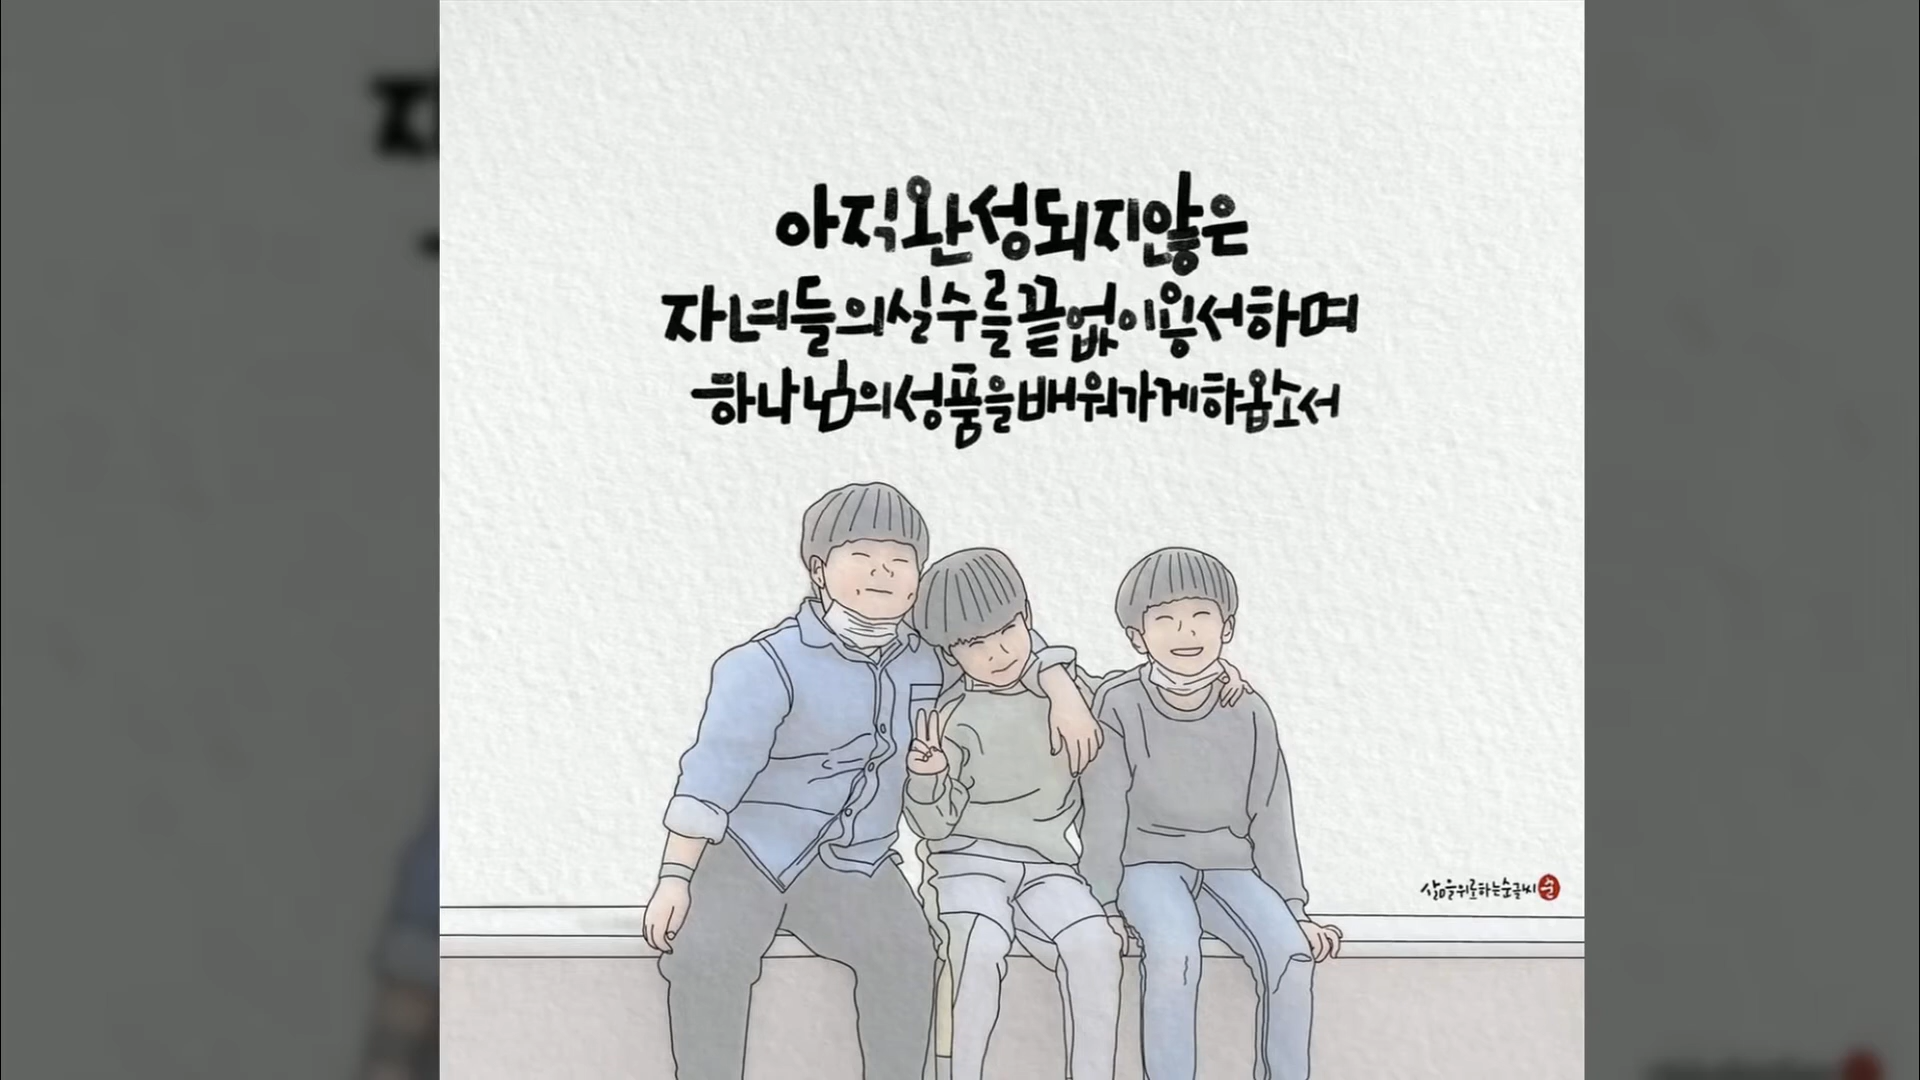 아직 완성되지 않은
자녀들의 실수를 끝없이 용서하며
하나님의 성품을 배워가게 하옵소서
삶을위로하는순글씨 순